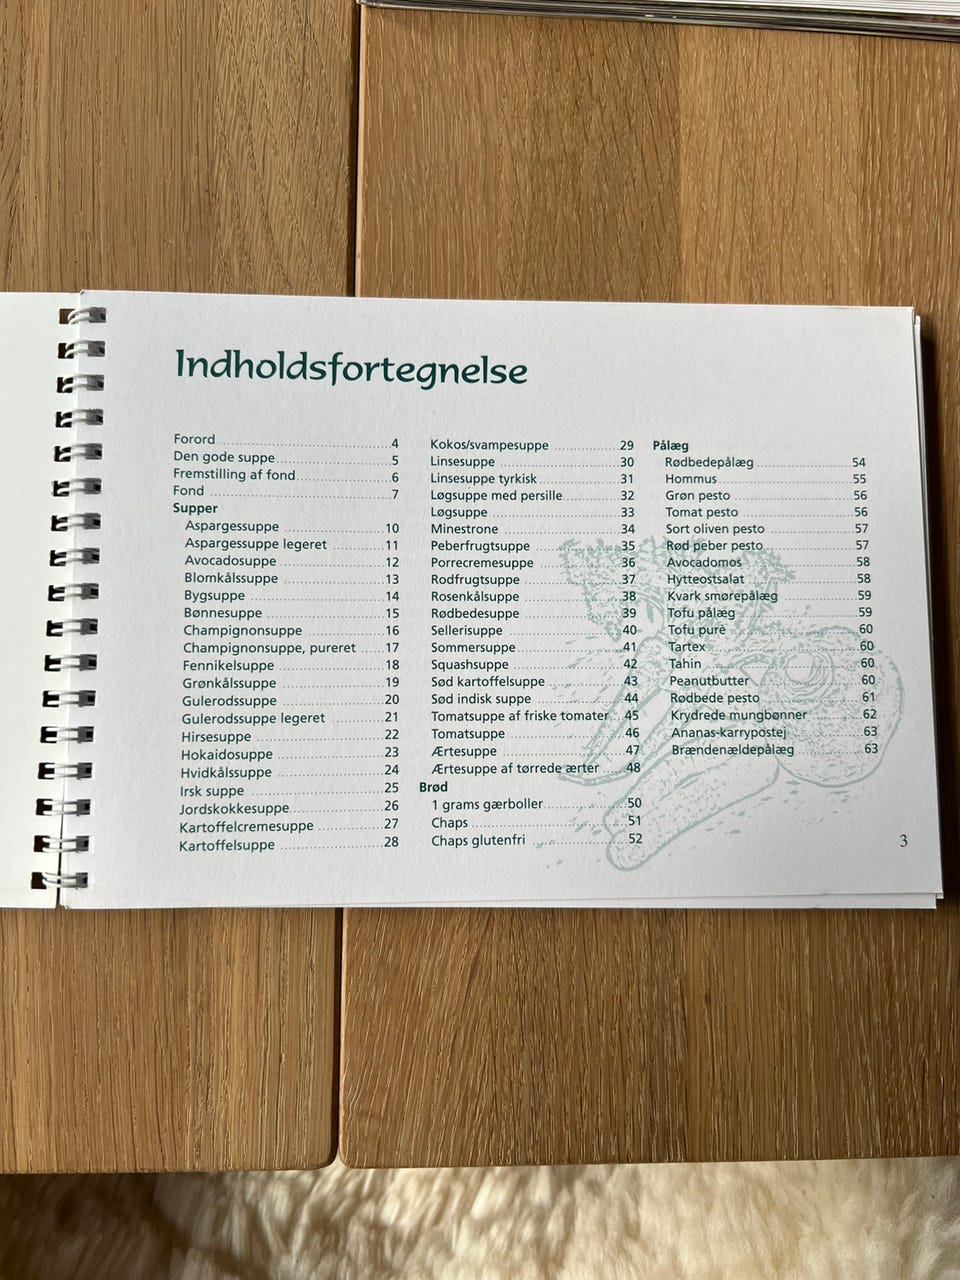 Indholdsfortegnelse
Forord 4
Den gode suppe 5
Fremstilling af fond 6
Fond 7
Supper
Aspargessuppe 10
Aspargessuppe legeret 11
Avocadosuppe 12
Blomkålssuppe 13
Bygsuppe 14
Bønnesuppe 15
Champignonsuppe 16
Champignonsuppe, pureret 17
Fennikelsuppe 18
Grønkålssuppe 19
Gulerodssuppe 20
Gulerodssuppe legeret 21
Hirsesuppe 22
Hokaidosuppe 23
Hvidkålssuppe 24
Irsk suppe 25
Jordskokkesuppe 26
Kartoffelcremesuppe 27
Kartoffelsuppe 28
Kokos/svampesuppe 29
Linsesuppe 30
Linsesuppe tyrkisk 31
Løgsuppe med persille 32
Løgsuppe 33
Minestrone 34
Peberfrugtsuppe 35
Porrecremesuppe 36
Rodfrugtsuppe 37
Rosenkålsuppe 38
Rødbedesuppe 39
Sellerisuppe 40
Sommersuppe 41
Squashsuppe 42
Sød kartoffelsuppe 43
Sød indisk suppe 44
Tomatsuppe af friske tomater 45
Tomatsuppe 46
Ærtesuppe 47
Ærtesuppe af tørrede ærter 48
Brød
1 grams gærboller 50
Chaps 51
Chaps glutenfri 52
Pålæg
Rødbedepålæg 54
Hommus 55
Grøn pesto 56
Tomat pesto 56
Sort oliven pesto 57
Rød peber pesto 57
Avocadomos 58
Hytteostsalat 58
Kvark smørepålæg 59
Tofu pålæg 59
Tofu purè 60
Tartex 60
Tahin 60
Peanutbutter 60
Rødbede pesto 61
Krydrede mungbønner 62
Ananas-karrypostej 63
Brændenældepålæg 63
3